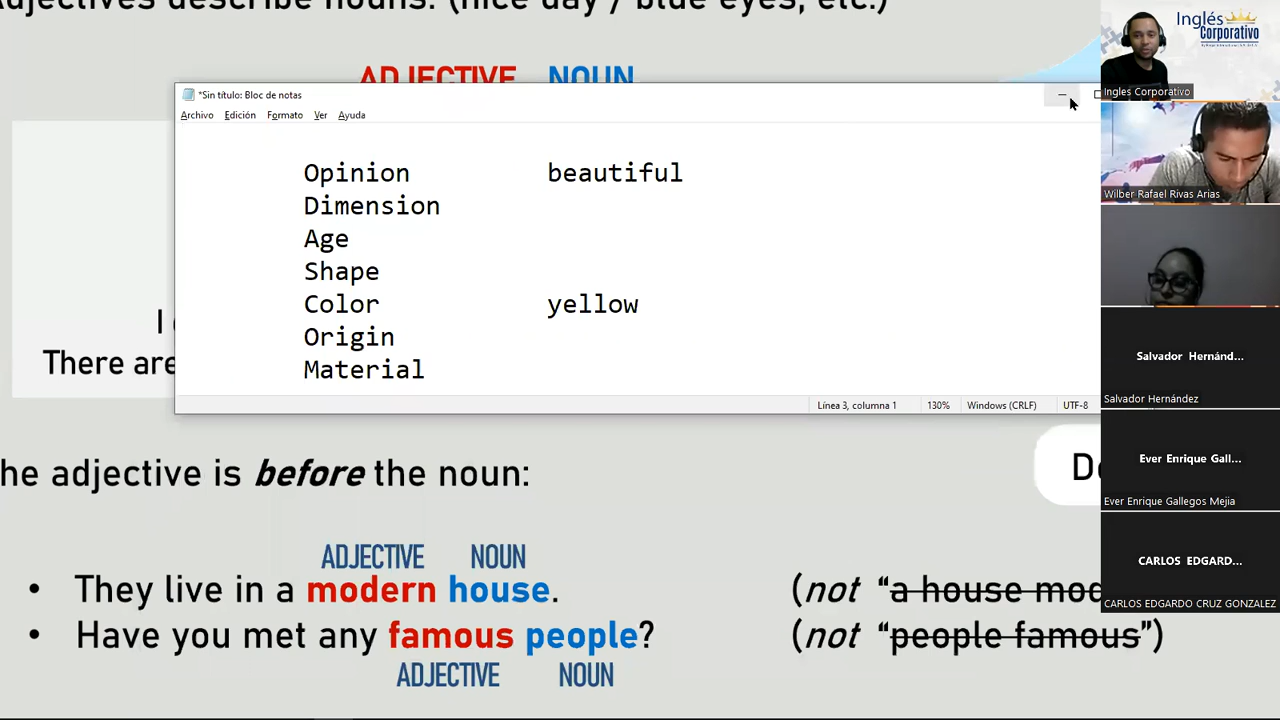 djectives describe nouns. (nice day / blue eyes, etc.)
ADJECTIVE NOUN
*Sin título: Bloc de notas
Archivo Edición Formato Ver Ayuda
Opinion beautiful
Dimension
Age
Shape
Color yellow
Origin
Material
Línea 3, columna 1 130% Windows (CRLF) UTF-8
I
There are
he adjective is before the noun:
ADJECTIVE NOUN
• They live in a modern house. (not “a house mod
• Have you met any famous people? (not “people famous”)
ADJECTIVE NOUN
Inglés
Corporativo
Ingles Corporativo
Wilber Rafael Rivas Arias
Salvador Hernánd...
Salvador Hernández
Ever Enrique Gall...
Ever Enrique Gallegos Mejia
CARLOS EDGARD...
CARLOS EDGARDO CRUZ GONZALEZ